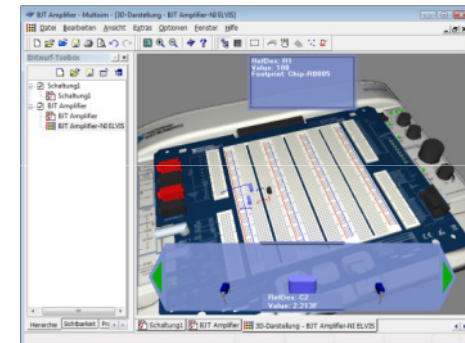 BJT Amplifier - Multisim - [3D-Darstellung - BJT Amplifier-NI ELVIS]
Datei Bearbeiten Ansicht Extras Optionen Fenster Hilfe
Entwurf-Toolbox
Schaltung1
Schaltung1
BJT Amplifier
BJT Amplifier
BJT Amplifier-NI ELVIS
RefDes: R1
Value: 100
Footprint: Chip-R0805
RefDes: C2
Value: 2.213F
Hierarchie Sichtbarkeit
Schaltung1 BJT Amplifier 3D-Darstellung - BJT Amplifier-NI ELVIS